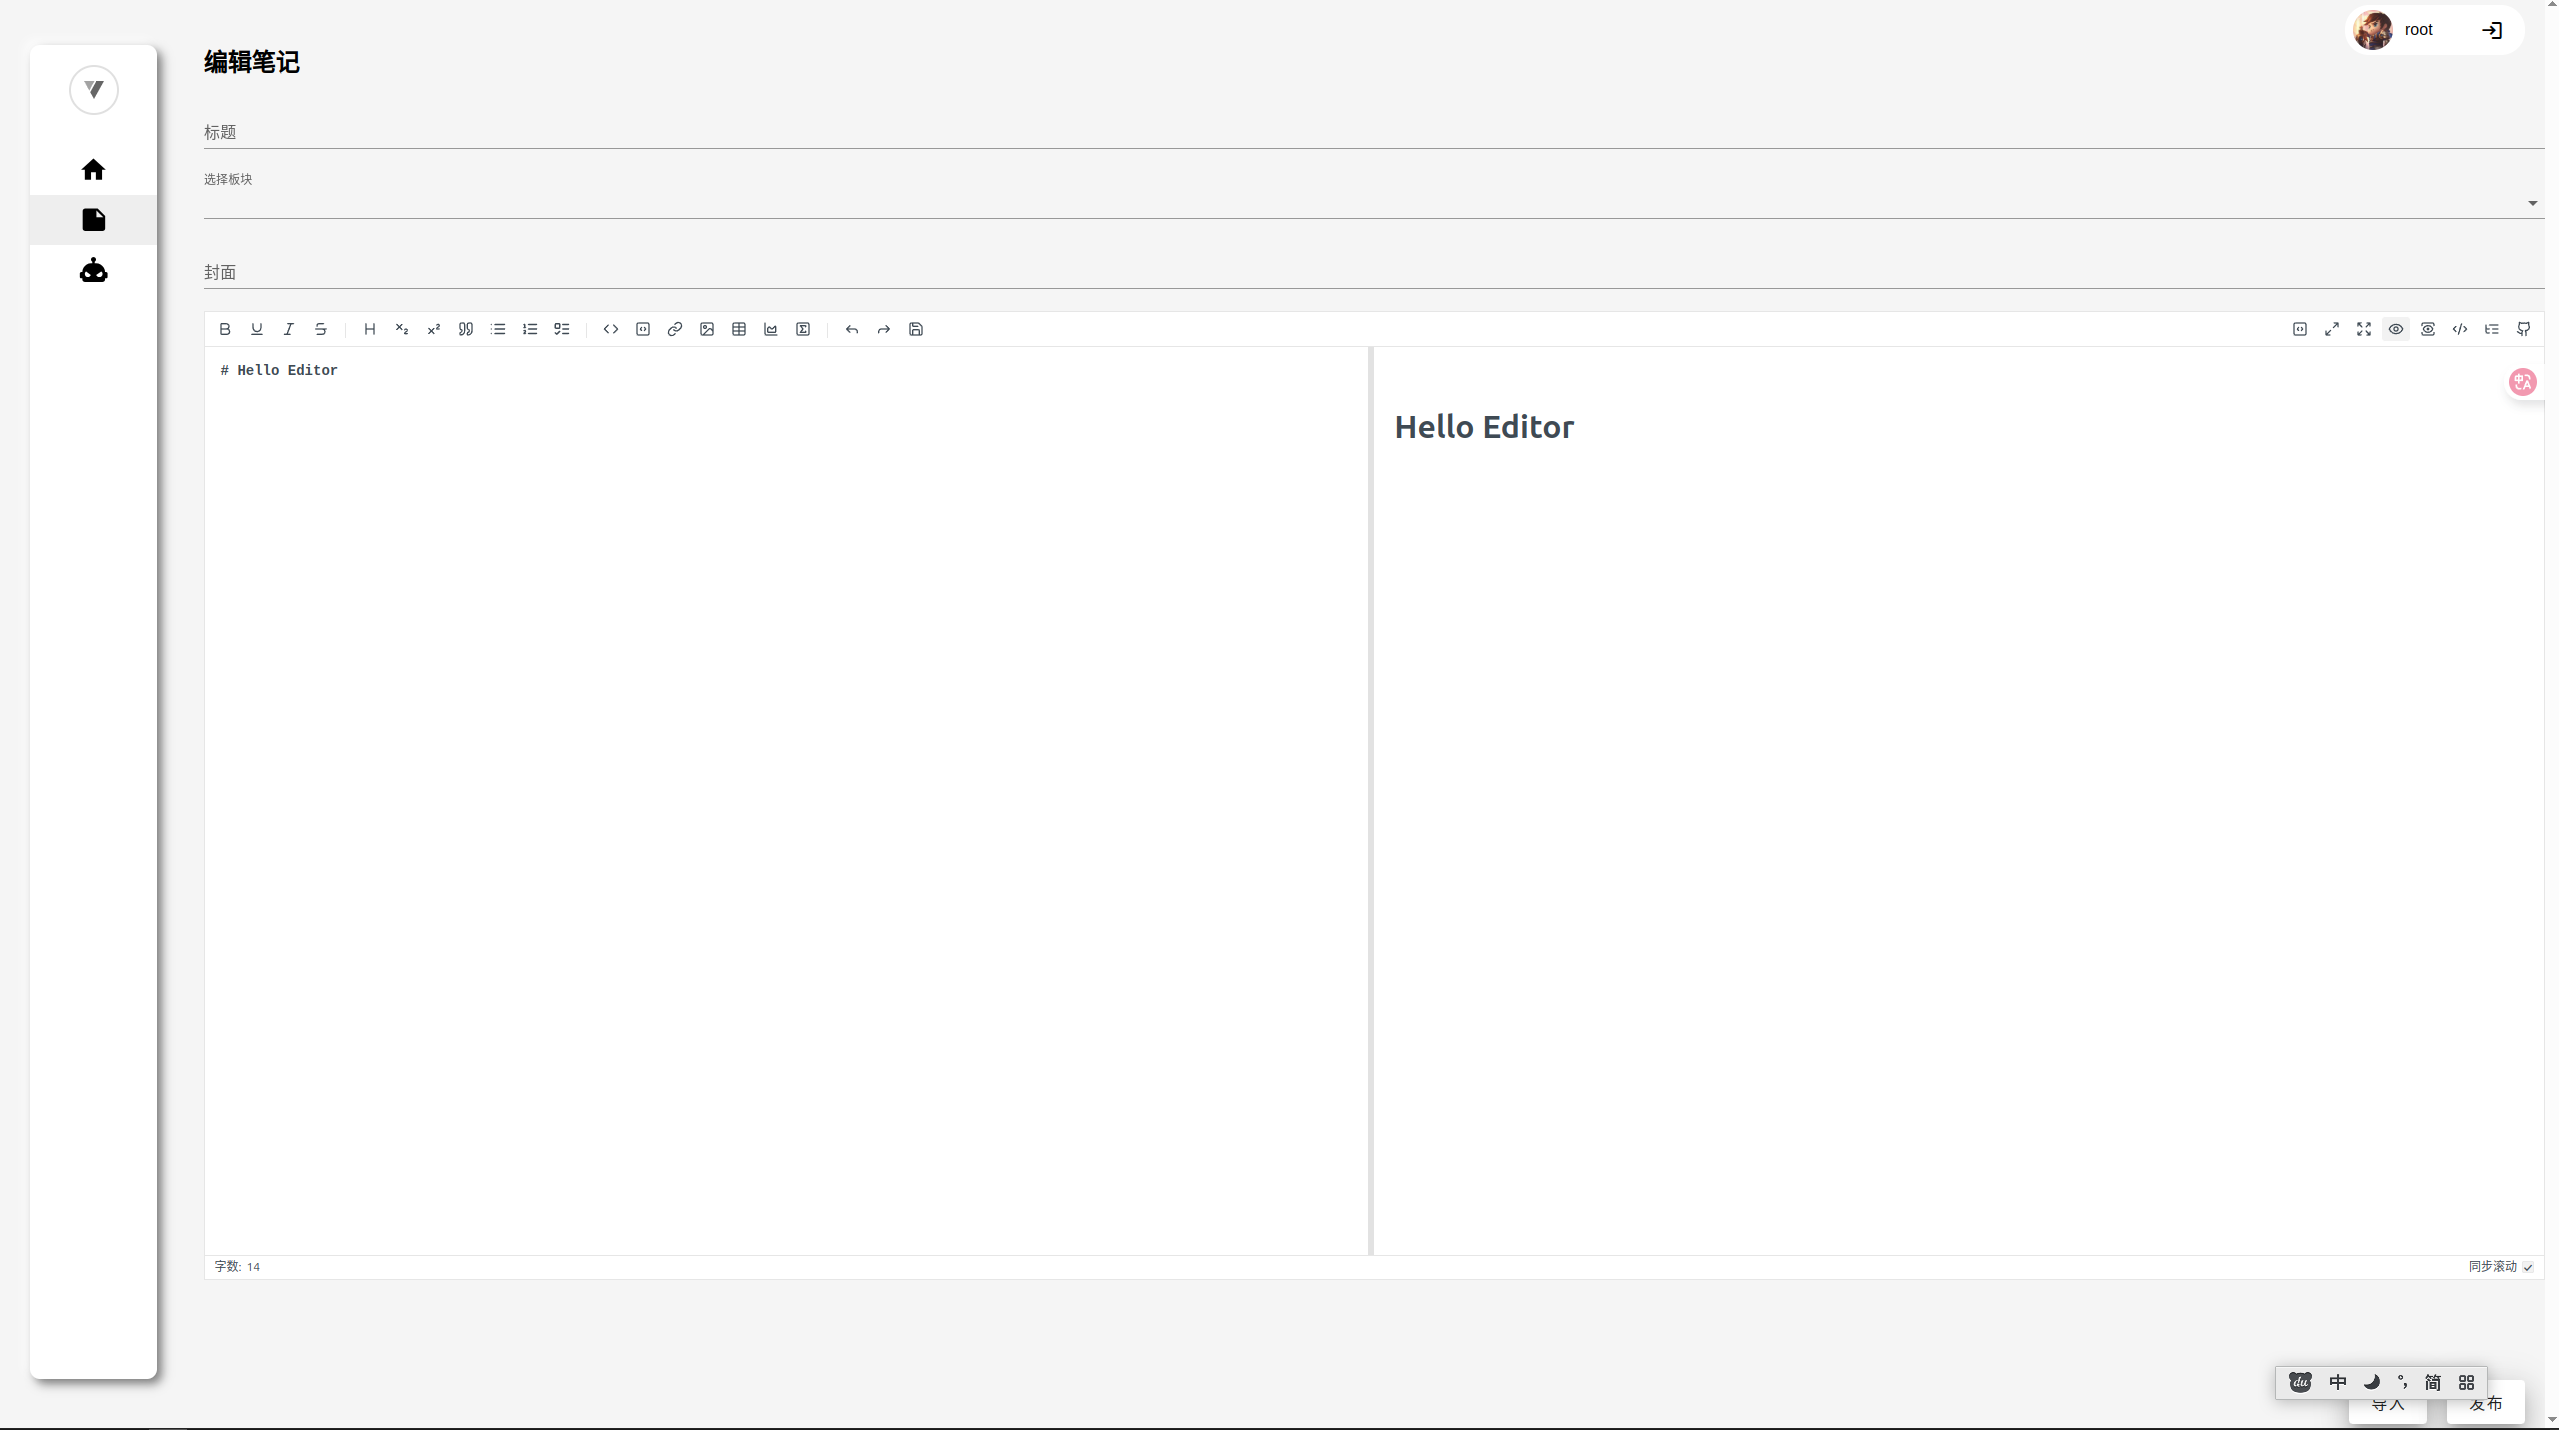 root
编辑笔记
标题
选择板块
封面
# Hello Editor
Hello Editor
字数: 14
同步滚动
du 中 简
导入
发布